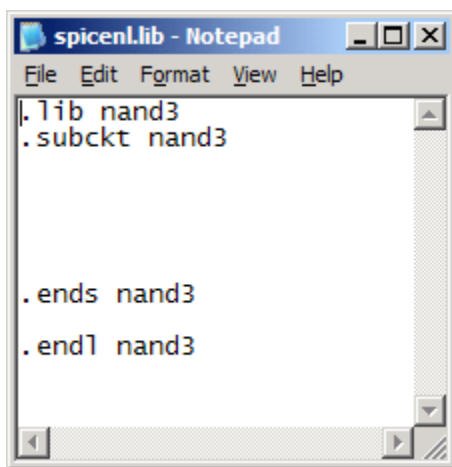 spicenl.lib - Notepad
File Edit Format View Help
.lib nand3
.subckt nand3
.ends nand3
.endl nand3